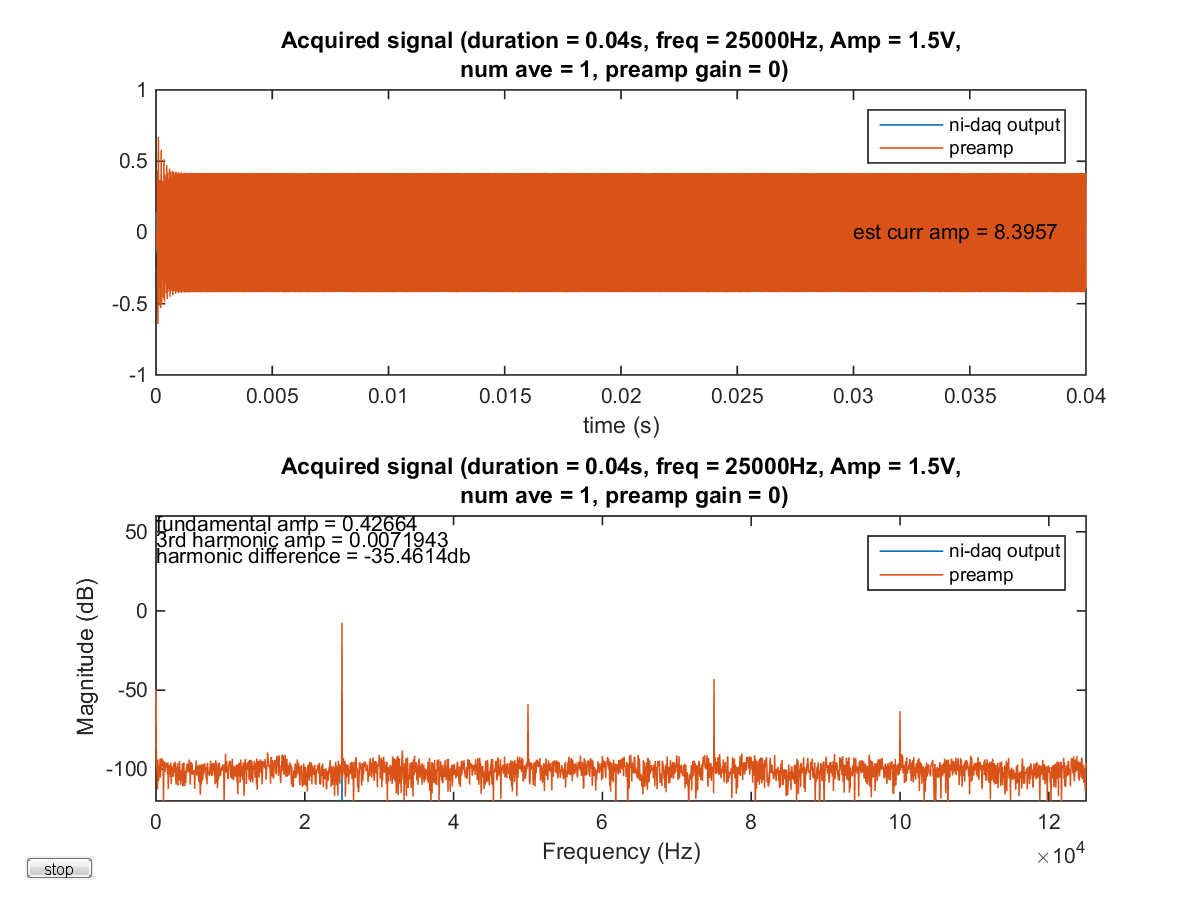 Acquired signal (duration = 0.04s, freq = 25000Hz, Amp = 1.5V,
num ave = 1, preamp gain = 0)
1
0.5
0
-0.5
-1
ni-daq output
preamp
est curr amp = 8.3957
0 0.005 0.01 0.015 0.02 0.025 0.03 0.035 0.04
time (s)
Acquired signal (duration = 0.04s, freq = 25000Hz, Amp = 1.5V,
num ave = 1, preamp gain = 0)
fundamental amp = 0.42664
3rd harmonic amp = 0.0071943
harmonic difference = -35.4614db
ni-daq output
preamp
50
0
-50
-100
Magnitude (dB)
0 2 4 6 8 10 12
Frequency (Hz)
×10⁴
stop